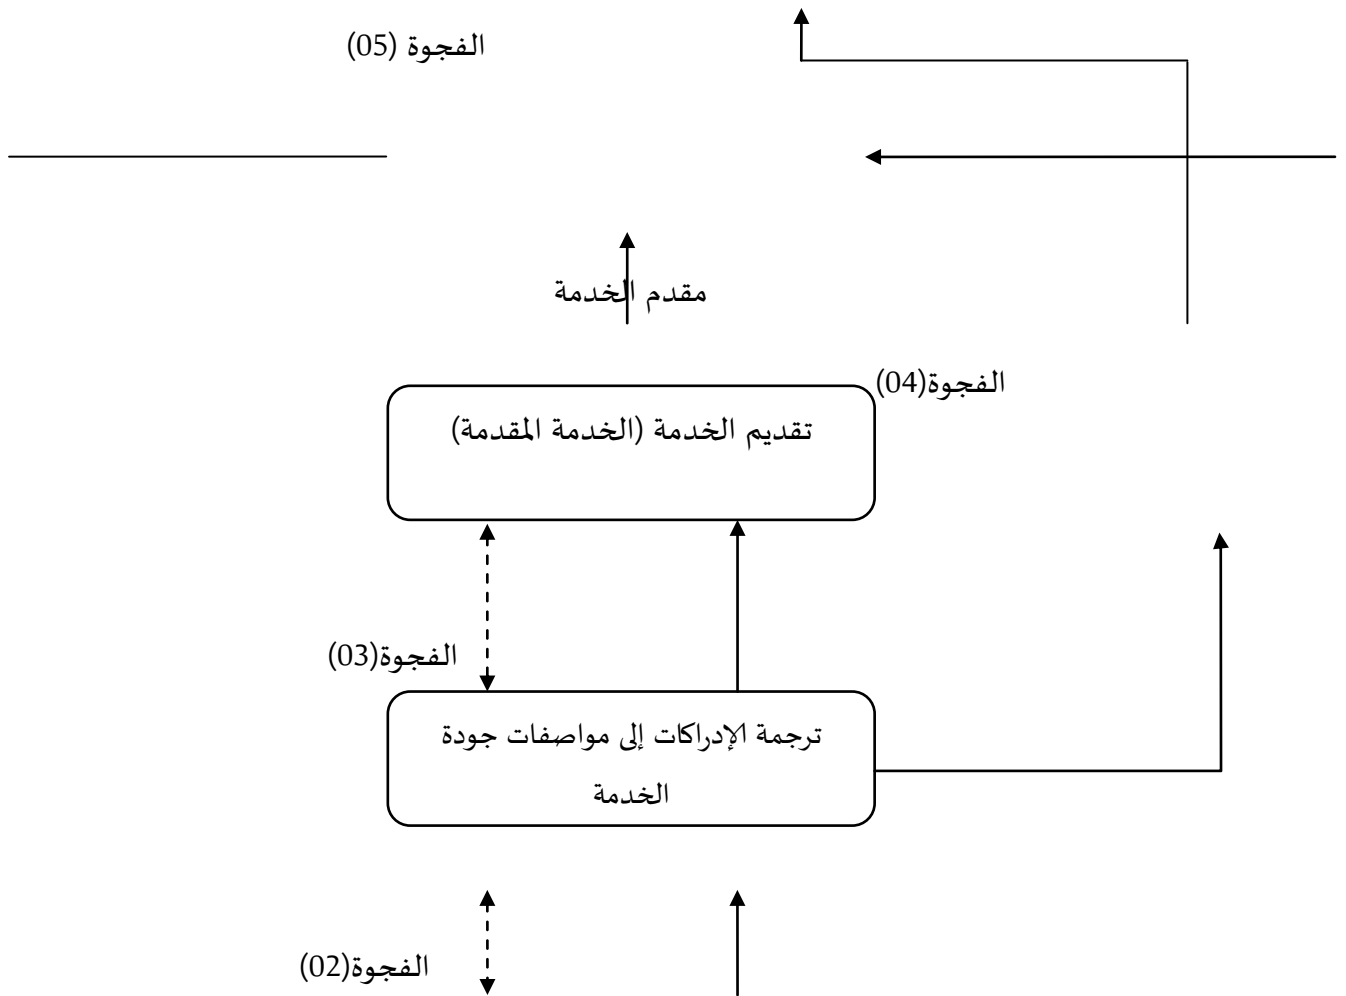 الفجوة (05)
مقدم الخدمة
الفجوة(04)
تقديم الخدمة (الخدمة المقدمة)
الفجوة(03)
ترجمة الإدراكات إلى مواصفات جودة
الخدمة
الفجوة(02)